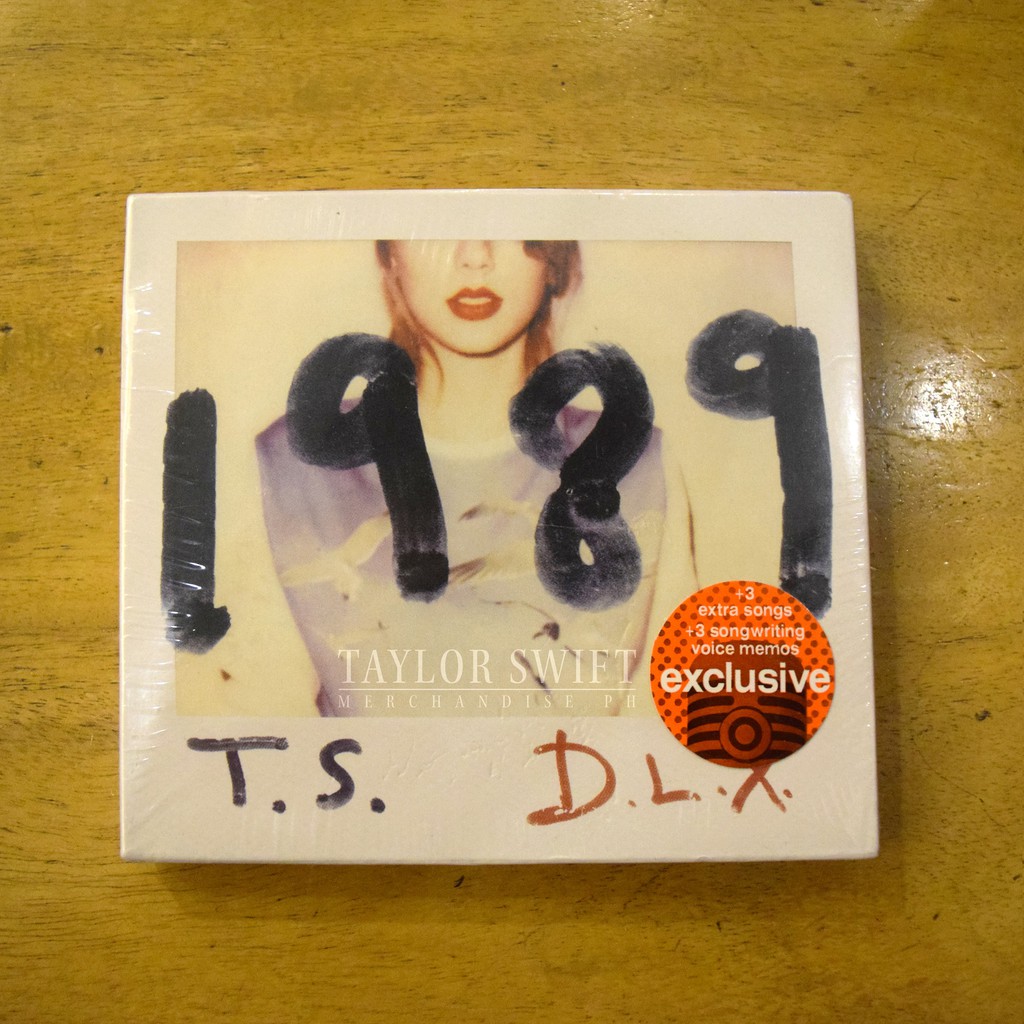 1989
+3
extra songs
+3 songwriting
voice memos
exclusive
TAYLOR SWIFT
MERCHANDISE PH
T.S. D.L.X.